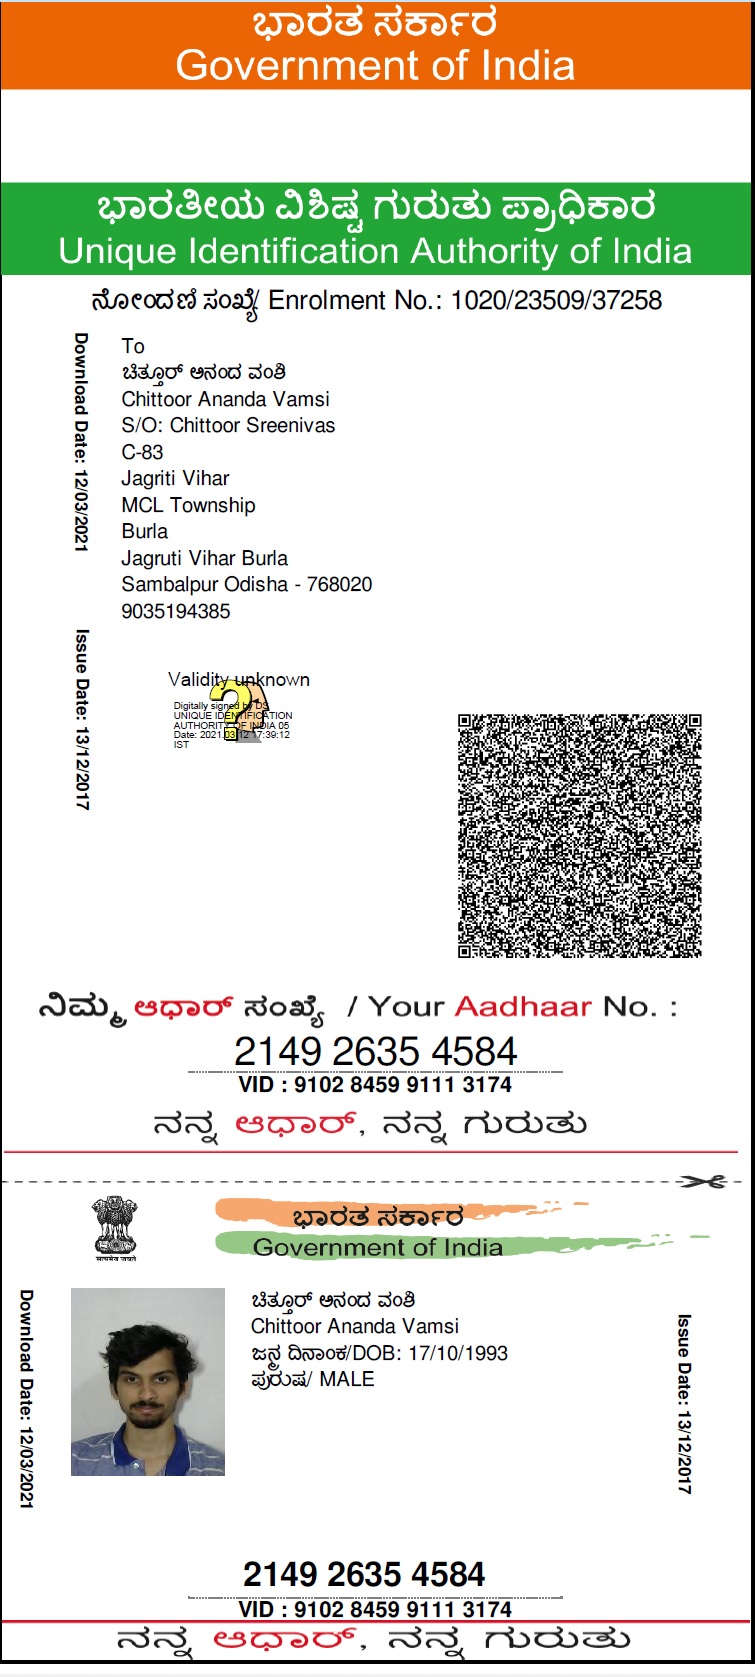 ಭಾರತ ಸರ್ಕಾರ
Government of India
ಭಾರತೀಯ ವಿಶಿಷ್ಟ ಗುರುತು ಪ್ರಾಧಿಕಾರ
Unique Identification Authority of India
ನೋಂದಣಿ ಸಂಖ್ಯೆ/ Enrolment No.: 1020/23509/37258
Download Date: 12/03/2021
To
ಚಿತ್ತೂರ್ ಆನಂದ ವಂಶಿ
Chittoor Ananda Vamsi
S/O: Chittoor Sreenivas
C-83
Jagriti Vihar
MCL Township
Burla
Jagruti Vihar Burla
Sambalpur Odisha - 768020
9035194385
Issue Date: 13/12/2017
Validity unknown
Digitally signed by DS
UNIQUE IDENTIFICATION
AUTHORITY OF INDIA 05
Date: 2021.03.12 17:39:12
IST
ನಿಮ್ಮ ಆಧಾರ್ ಸಂಖ್ಯೆ / Your Aadhaar No. :
2149 2635 4584
VID : 9102 8459 9111 3174
ನನ್ನ ಆಧಾರ್, ನನ್ನ ಗುರುತು
सत्यमेव जयते
ಭಾರತ ಸರ್ಕಾರ
Government of India
Download Date: 12/03/2021
ಚಿತ್ತೂರ್ ಆನಂದ ವಂಶಿ
Chittoor Ananda Vamsi
ಜನ್ಮ ದಿನಾಂಕ/DOB: 17/10/1993
ಪುರುಷ/ MALE
Issue Date: 13/12/2017
2149 2635 4584
VID : 9102 8459 9111 3174
ನನ್ನ ಆಧಾರ್, ನನ್ನ ಗುರುತು